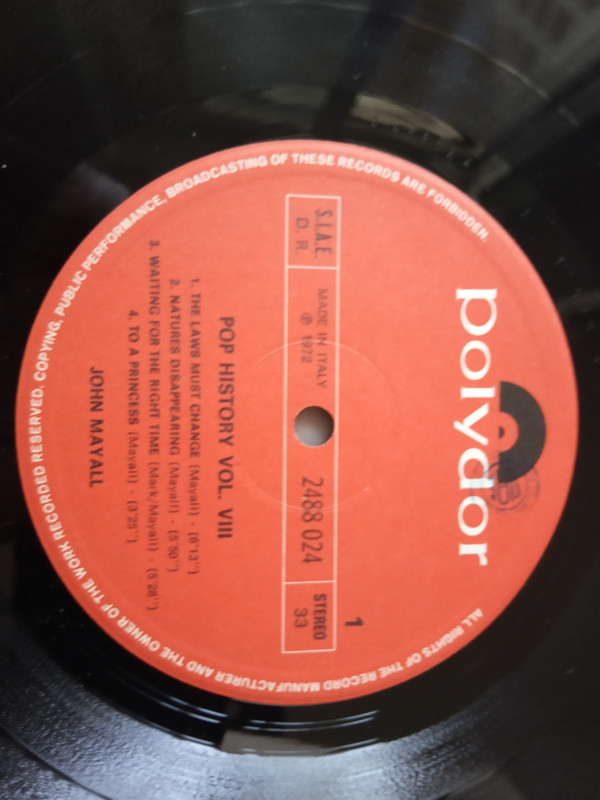 polydor
ALL RIGHTS OF THE RECORD MANUFACTURER AND THE OWNER OF THE WORK RECORDED RESERVED. COPYING, PUBLIC PERFORMANCE, BROADCASTING OF THESE RECORDS ARE FORBIDDEN.
1
S.I.A.E.
D. R.
MADE IN ITALY
℗ 1972
2488 024
STEREO
33
POP HISTORY VOL. VIII
1. THE LAWS MUST CHANGE (Mayall) - (6'13'')
2. NATURES DISAPPEARING (Mayall) - (5'50'')
3. WAITING FOR THE RIGHT TIME (Mark/Mayall) - (5'28'')
4. TO A PRINCESS (Mayall) - (3'25'')
JOHN MAYALL